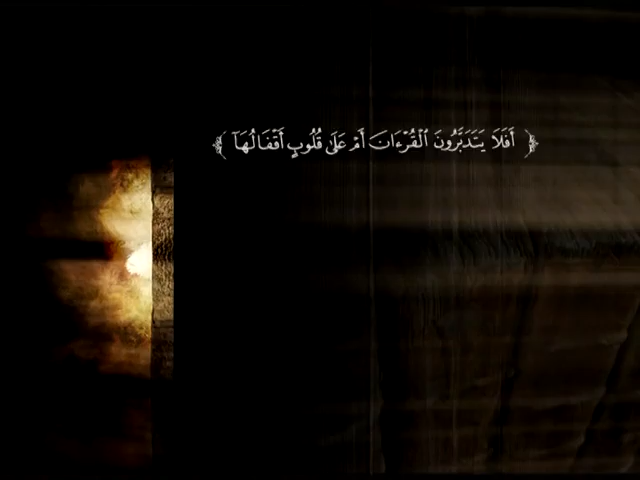 ﴿ أَفَلَا يَتَدَبَّرُونَ ٱلْقُرْءَانَ أَمْ عَلَىٰ قُلُوبٍ أَقْفَالُهَآ ﴾